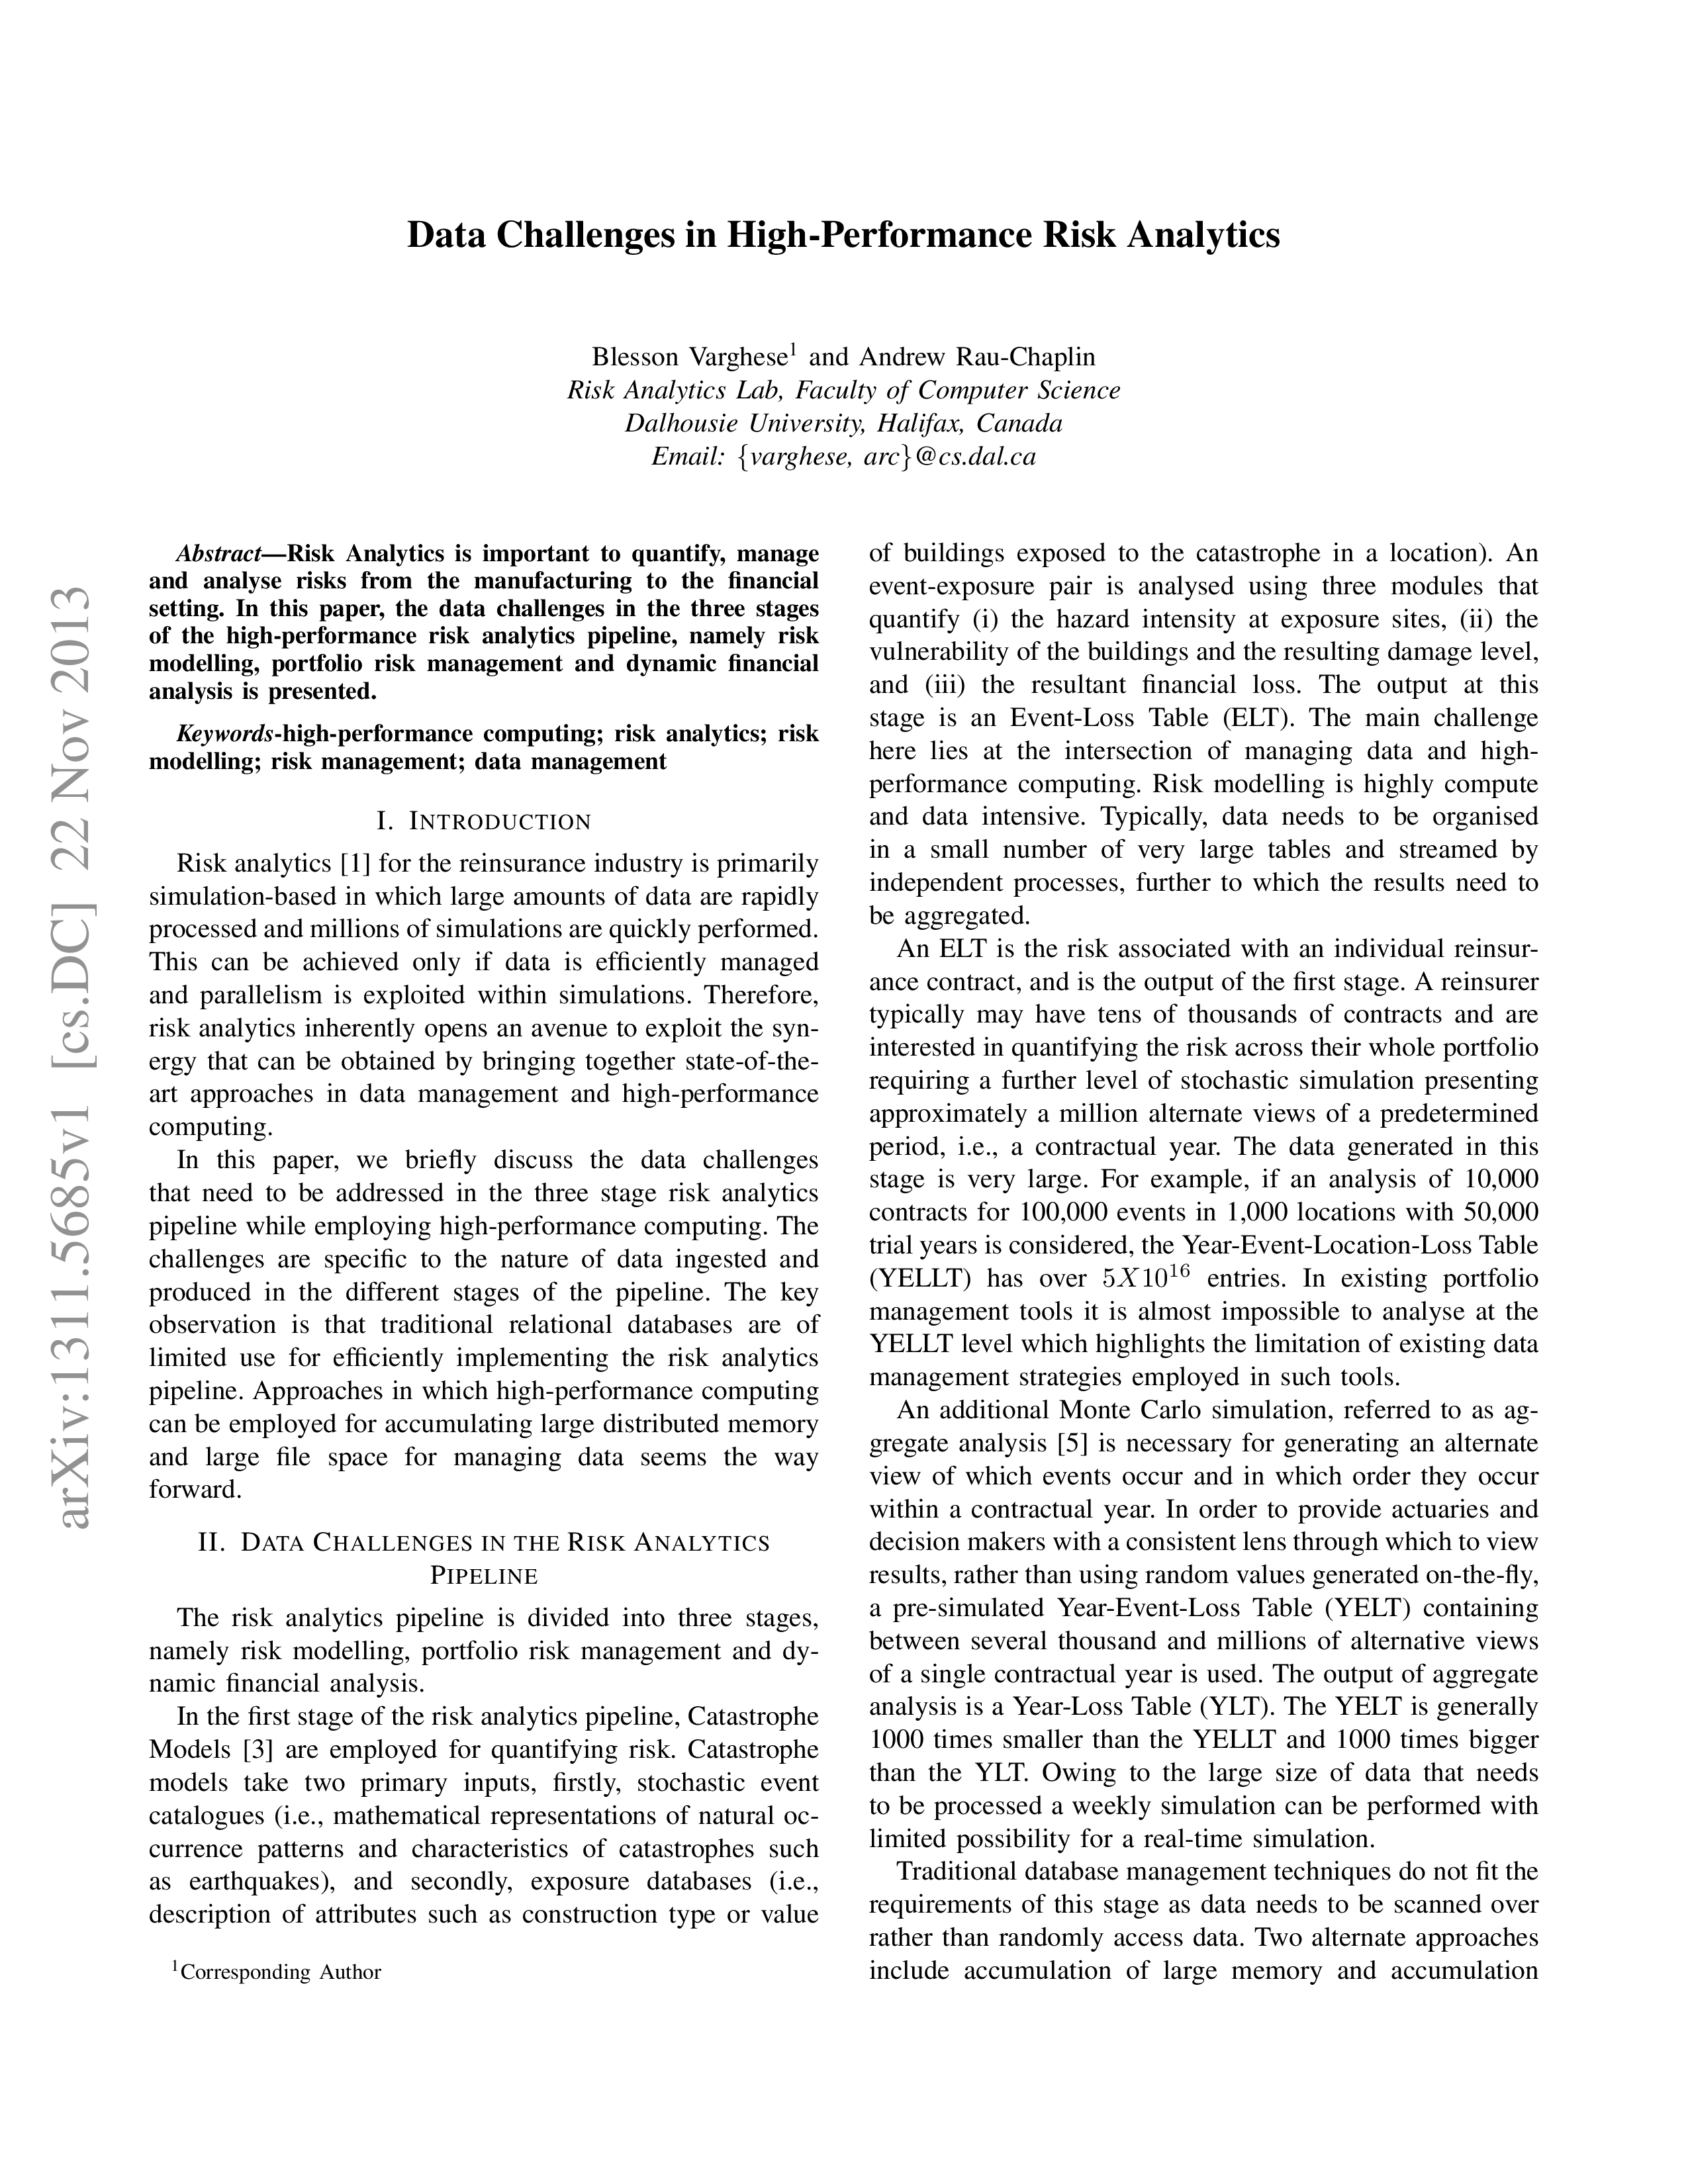 Data Challenges in High-Performance Risk Analytics
Blesson Varghese1 and Andrew Rau-Chaplin
Risk Analytics Lab, Faculty of Computer Science
Dalhousie University, Halifax, Canada
Email: {varghese, arc}@cs.dal.ca
arXiv:1311.5685v1 [cs.DC] 22 Nov 2013
Abstract—Risk Analytics is important to quantify, manage
and analyse risks from the manufacturing to the financial
setting. In this paper, the data challenges in the three stages
of the high-performance risk analytics pipeline, namely risk
modelling, portfolio risk management and dynamic financial
analysis is presented.
Keywords-high-performance computing; risk analytics; risk
modelling; risk management; data management
I. INTRODUCTION
Risk analytics [1] for the reinsurance industry is primarily
simulation-based in which large amounts of data are rapidly
processed and millions of simulations are quickly performed.
This can be achieved only if data is efficiently managed
and parallelism is exploited within simulations. Therefore,
risk analytics inherently opens an avenue to exploit the syn-
ergy that can be obtained by bringing together state-of-the-
art approaches in data management and high-performance
computing.
In this paper, we briefly discuss the data challenges
that need to be addressed in the three stage risk analytics
pipeline while employing high-performance computing. The
challenges are specific to the nature of data ingested and
produced in the different stages of the pipeline. The key
observation is that traditional relational databases are of
limited use for efficiently implementing the risk analytics
pipeline. Approaches in which high-performance computing
can be employed for accumulating large distributed memory
and large file space for managing data seems the way
forward.
II. DATA CHALLENGES IN THE RISK ANALYTICS
PIPELINE
The risk analytics pipeline is divided into three stages,
namely risk modelling, portfolio risk management and dy-
namic financial analysis.
In the first stage of the risk analytics pipeline, Catastrophe
Models [3] are employed for quantifying risk. Catastrophe
models take two primary inputs, firstly, stochastic event
catalogues (i.e., mathematical representations of natural oc-
currence patterns and characteristics of catastrophes such
as earthquakes), and secondly, exposure databases (i.e.,
description of attributes such as construction type or value
1Corresponding Author
of buildings exposed to the catastrophe in a location). An
event-exposure pair is analysed using three modules that
quantify (i) the hazard intensity at exposure sites, (ii) the
vulnerability of the buildings and the resulting damage level,
and (iii) the resultant financial loss. The output at this
stage is an Event-Loss Table (ELT). The main challenge
here lies at the intersection of managing data and high-
performance computing. Risk modelling is highly compute
and data intensive. Typically, data needs to be organised
in a small number of very large tables and streamed by
independent processes, further to which the results need to
be aggregated.
An ELT is the risk associated with an individual reinsur-
ance contract, and is the output of the first stage. A reinsurer
typically may have tens of thousands of contracts and are
interested in quantifying the risk across their whole portfolio
requiring a further level of stochastic simulation presenting
approximately a million alternate views of a predetermined
period, i.e., a contractual year. The data generated in this
stage is very large. For example, if an analysis of 10,000
contracts for 100,000 events in 1,000 locations with 50,000
trial years is considered, the Year-Event-Location-Loss Table
(YELLT) has over 5X10^16 entries. In existing portfolio
management tools it is almost impossible to analyse at the
YELLT level which highlights the limitation of existing data
management strategies employed in such tools.
An additional Monte Carlo simulation, referred to as ag-
gregate analysis [5] is necessary for generating an alternate
view of which events occur and in which order they occur
within a contractual year. In order to provide actuaries and
decision makers with a consistent lens through which to view
results, rather than using random values generated on-the-fly,
a pre-simulated Year-Event-Loss Table (YELT) containing
between several thousand and millions of alternative views
of a single contractual year is used. The output of aggregate
analysis is a Year-Loss Table (YLT). The YELT is generally
1000 times smaller than the YELLT and 1000 times bigger
than the YLT. Owing to the large size of data that needs
to be processed a weekly simulation can be performed with
limited possibility for a real-time simulation.
Traditional database management techniques do not fit the
requirements of this stage as data needs to be scanned over
rather than randomly access data. Two alternate approaches
include accumulation of large memory and accumulation